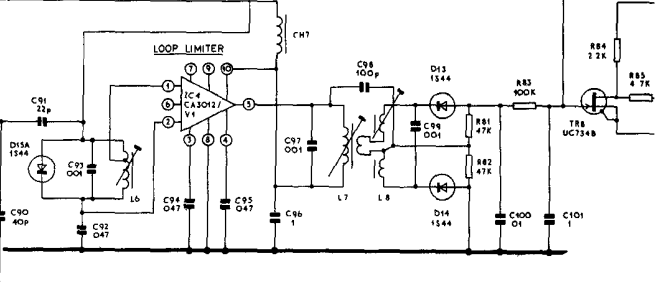 CH7
LOOP LIMITER
7 9 10
C98
100p
D13
1S44
R84
2.2K
R83
100K
R85
4.7K
C91
22p
1
6
2
IC4
CA3012/
V1
5
3 8 4
TR8
UC734B
D15A
1S44
C93
.001
L6
C97
.001
C99
.001
R81
47K
R82
47K
C90
40p
C92
.047
C94
.047
C95
.047
C96
.1
L7
L8
D14
1S44
C100
.01
C101
.1